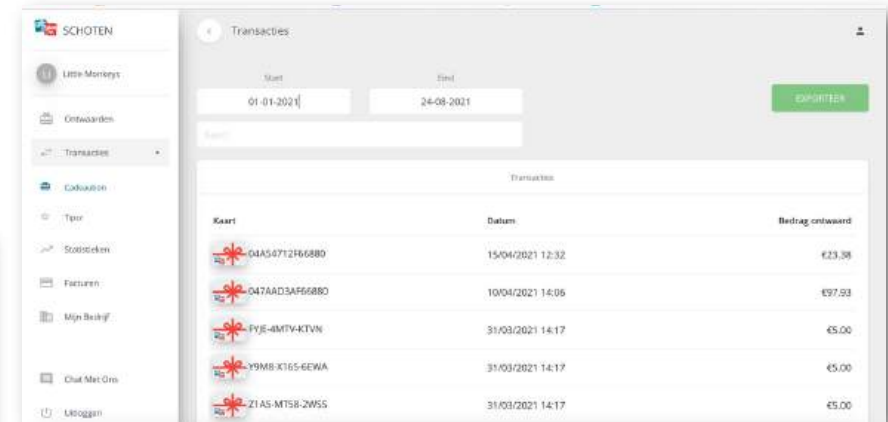 SCHOTEN
Little Monkeys
Ontwaarden
Transacties
Cadeaubon
Tipor
Statistieken
Facturen
Mijn Bedrijf
Chat Met Ons
Uitloggen
Transacties
Start
Eind
01-01-2021
24-08-2021
EXPORTEER
Kaart
Transacties
Kaart Datum Bedrag ontwaard
04A54712F66880 15/04/2021 12:32 €23.38
047AAD3AF66880 10/04/2021 14:06 €97.93
FYJE-4MTV-KTVN 31/03/2021 14:17 €5.00
Y9M8-X165-6EWA 31/03/2021 14:17 €5.00
Z1A5-MT58-2WSS 31/03/2021 14:17 €5.00